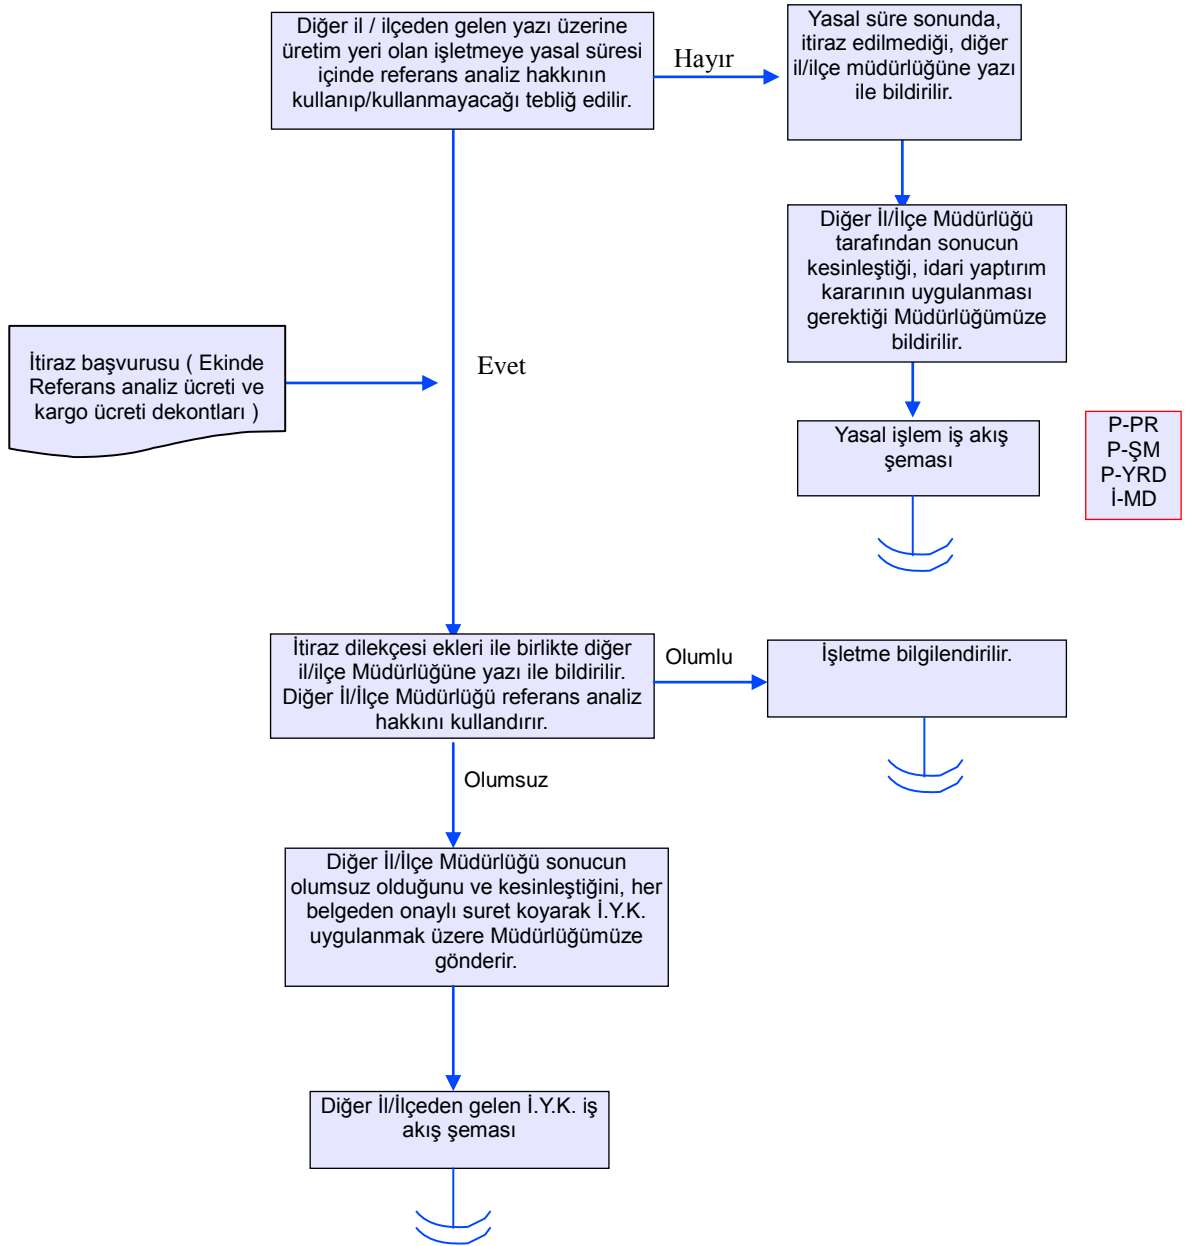 Diğer il / ilçeden gelen yazı üzerine
üretim yeri olan işletmeye yasal süresi
içinde referans analiz hakkının
kullanıp/kullanmayacağı tebliğ edilir.
Hayır
Yasal süre sonunda,
itiraz edilmediği, diğer
il/ilçe müdürlüğüne yazı
ile bildirilir.
Diğer İl/İlçe Müdürlüğü
tarafından sonucun
kesinleştiği, idari yaptırım
kararının uygulanması
gerektiği Müdürlüğümüze
bildirilir.
İtiraz başvurusu ( Ekinde
Referans analiz ücreti ve
kargo ücreti dekontları )
Evet
Yasal işlem iş akış
şeması
P-PR
P-ŞM
P-YRD
İ-MD
İtiraz dilekçesi ekleri ile birlikte diğer
il/ilçe Müdürlüğüne yazı ile bildirilir.
Diğer İl/İlçe Müdürlüğü referans analiz
hakkını kullandırır.
Olumlu
İşletme bilgilendirilir.
Olumsuz
Diğer İl/İlçe Müdürlüğü sonucun
olumsuz olduğunu ve kesinleştiğini, her
belgeden onaylı suret koyarak İ.Y.K.
uygulanmak üzere Müdürlüğümüze
gönderir.
Diğer İl/İlçeden gelen İ.Y.K. iş
akış şeması